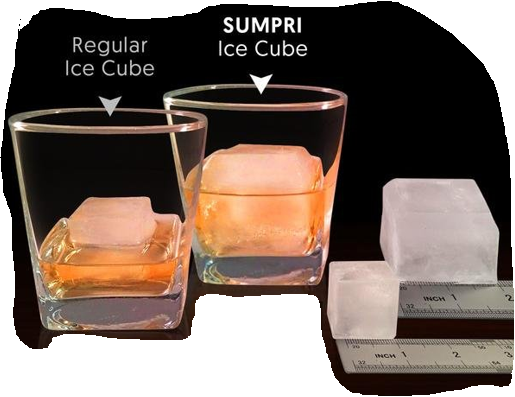 Regular
Ice Cube
SUMPRI
Ice Cube
INCH 1 2
INCH 1 2 3